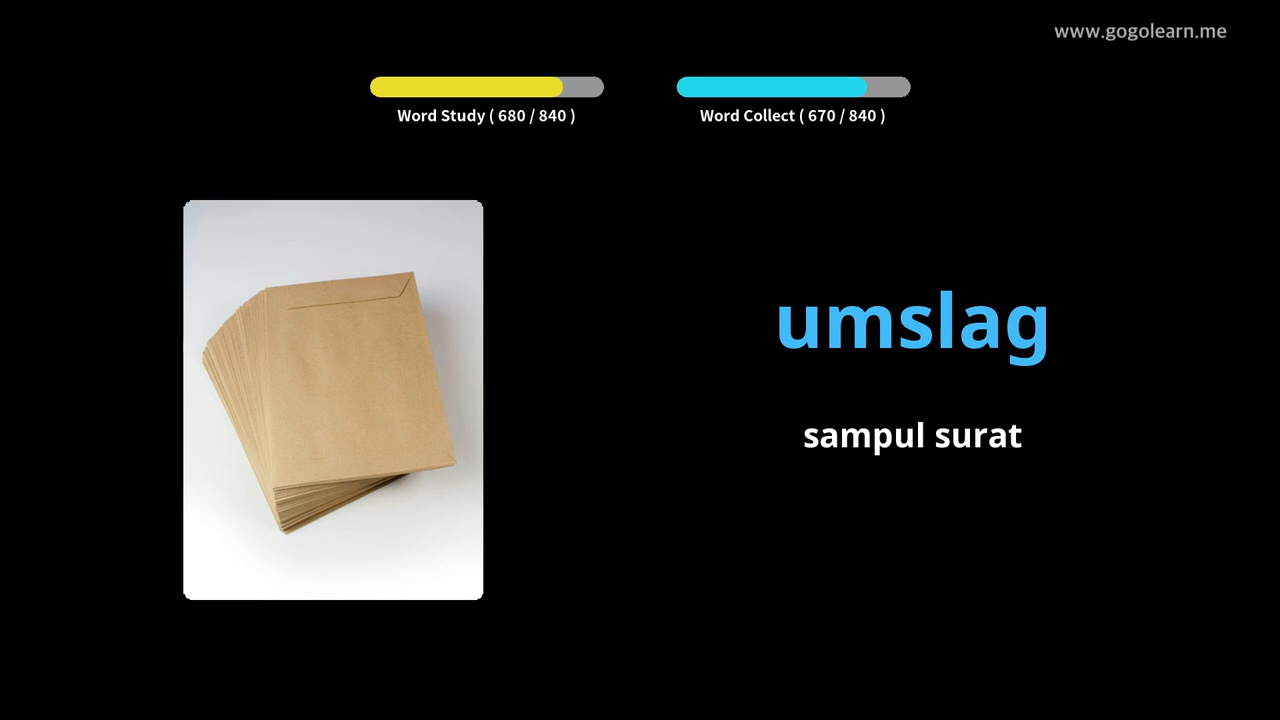 www.gogolearn.me
Word Study ( 680 / 840 )
Word Collect ( 670 / 840 )
umslag
sampul surat